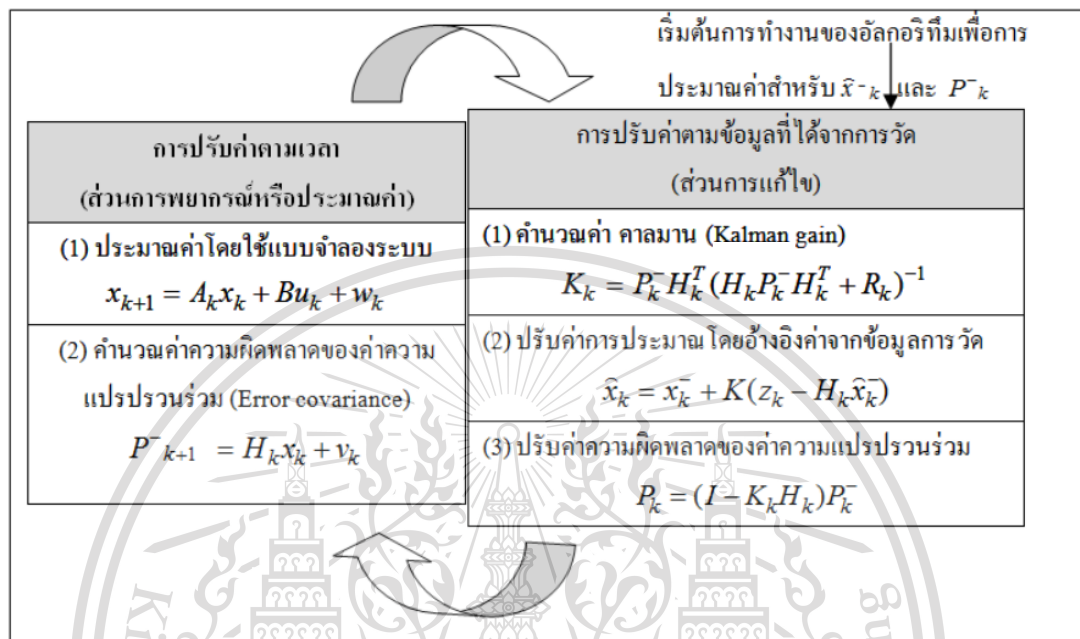 เริ่มต้นการทำงานของอัลกอริทึมเพื่อการ
ประมาณค่าสำหรับ x̂⁻ₖ และ P⁻ₖ
การปรับค่าตามเวลา
(ส่วนการพยากรณ์หรือประมาณค่า)
(1) ประมาณค่าโดยใช้แบบจำลองระบบ
xₖ₊₁ = Aₖxₖ + Buₖ + wₖ
(2) คำนวณค่าความผิดพลาดของค่าความ
แปรปรวนร่วม (Error covariance)
P⁻ₖ₊₁ = Hₖxₖ + vₖ
การปรับค่าตามข้อมูลที่ได้จากการวัด
(ส่วนการแก้ไข)
(1) คำนวณค่า คาลมาน (Kalman gain)
Kₖ = Pₖ⁻Hₖᵀ(HₖPₖ⁻Hₖᵀ + Rₖ)⁻¹
(2) ปรับค่าการประมาณ โดยอ้างอิงค่าจากข้อมูลการวัด
x̂ₖ = xₖ⁻ + K(zₖ − Hₖx̂ₖ⁻)
(3) ปรับค่าความผิดพลาดของค่าความแปรปรวนร่วม
Pₖ = (I − KₖHₖ)Pₖ⁻